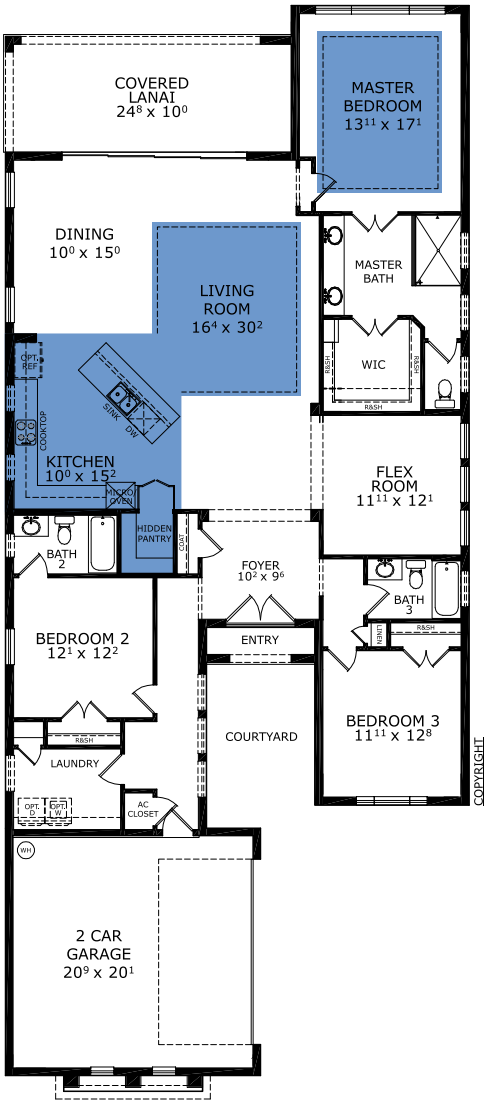 COVERED
LANAI
24⁸ x 10⁰
MASTER
BEDROOM
13¹¹ x 17¹
DINING
10⁰ x 15⁰
LIVING
ROOM
16⁴ x 30²
MASTER
BATH
OPT.
REF
WIC
R&SH
R&SH
R&SH
SINK
DW
COOKTOP
KITCHEN
10⁰ x 15²
MICRO/
OVEN
FLEX
ROOM
11¹¹ x 12¹
HIDDEN
PANTRY
COAT
BATH
2
FOYER
10² x 9⁶
BATH
3
BEDROOM 2
12¹ x 12²
ENTRY
LINEN
R&SH
R&SH
BEDROOM 3
11¹¹ x 12⁸
COURTYARD
LAUNDRY
OPT.
D
OPT.
W
AC
CLOSET
COPYRIGHT
WH
2 CAR
GARAGE
20⁹ x 20¹